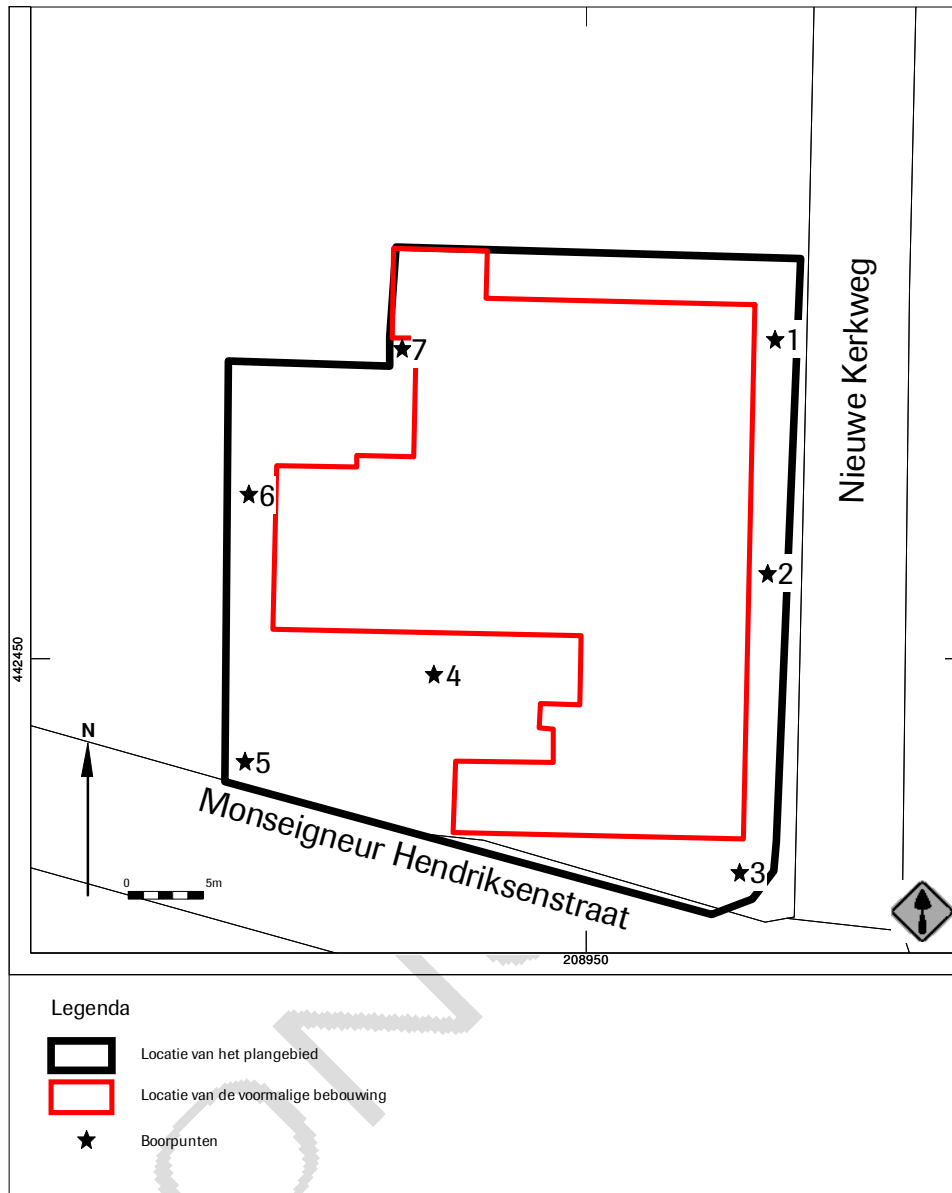 1
Nieuwe Kerkweg
7
6
2
442450
4
N
5
Monseigneur Hendriksenstraat
3
0 5m
208950
Legenda
Locatie van het plangebied
Locatie van de voormalige bebouwing
Boorpunten